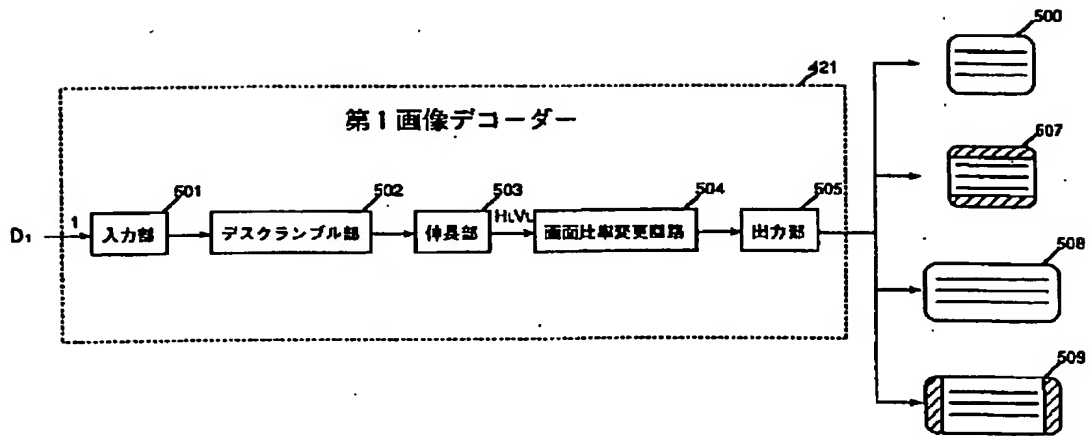 500
421
第1画像デコーダー
507
501
502
503
504
505
D1
1
入力部
デスクランブル部
伸長部
HLVL
画面比率変更回路
出力部
508
509